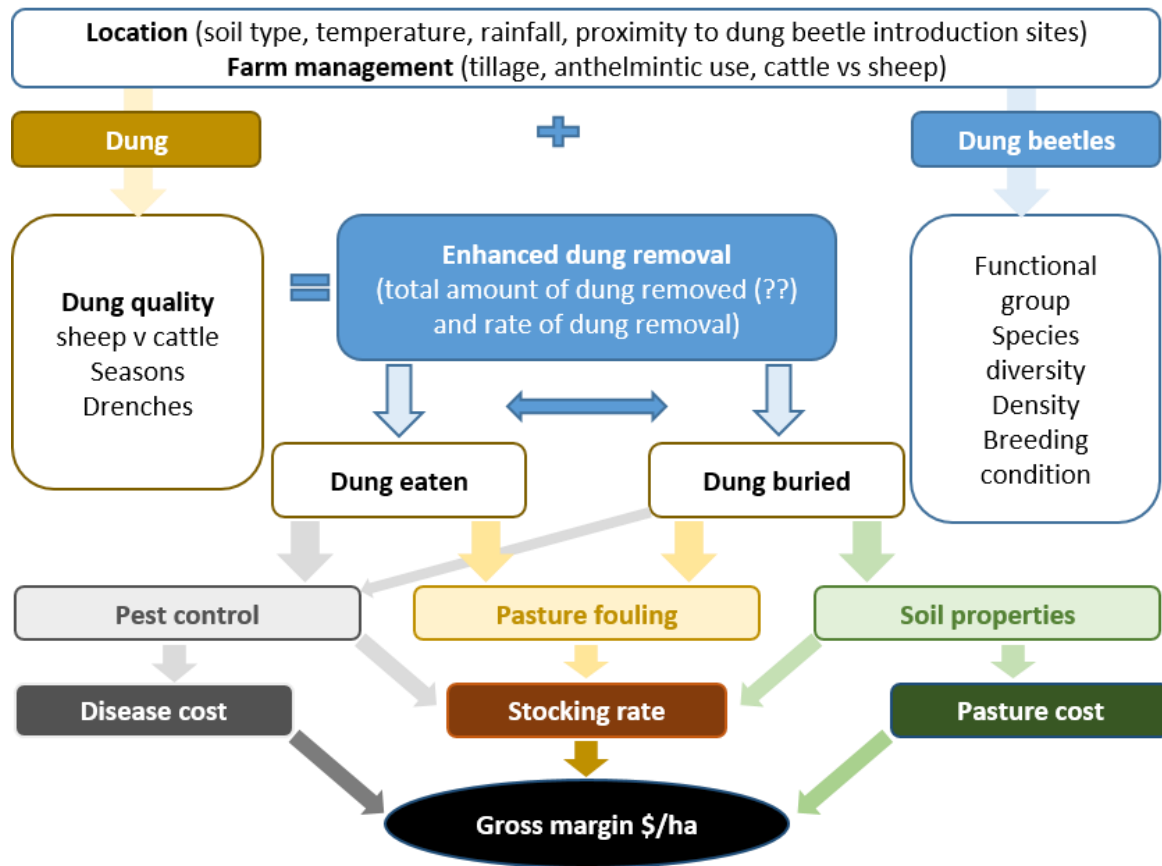 Location (soil type, temperature, rainfall, proximity to dung beetle introduction sites)
Farm management (tillage, anthelmintic use, cattle vs sheep)
Dung
Dung beetles
Dung quality
sheep v cattle
Seasons
Drenches
Enhanced dung removal
(total amount of dung removed (??)
and rate of dung removal)
Functional
group
Species
diversity
Density
Breeding
condition
Dung eaten
Dung buried
Pest control
Pasture fouling
Soil properties
Disease cost
Stocking rate
Pasture cost
Gross margin $/ha